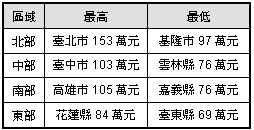 區域 最高 最低
北部 臺北市 153 萬元 基隆市 97 萬元
中部 臺中市 103 萬元 雲林縣 76 萬元
南部 高雄市 105 萬元 嘉義縣 76 萬元
東部 花蓮縣 84 萬元 臺東縣 69 萬元